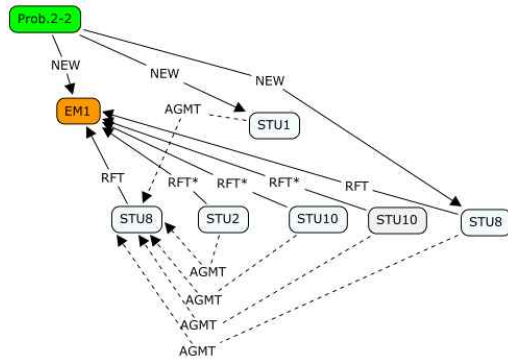 Prob.2-2
NEW
NEW
NEW
EM1
AGMT
STU1
RFT
RFT*
RFT*
RFT*
RFT
STU8
STU2
STU10
STU10
STU8
AGMT
AGMT
AGMT
AGMT